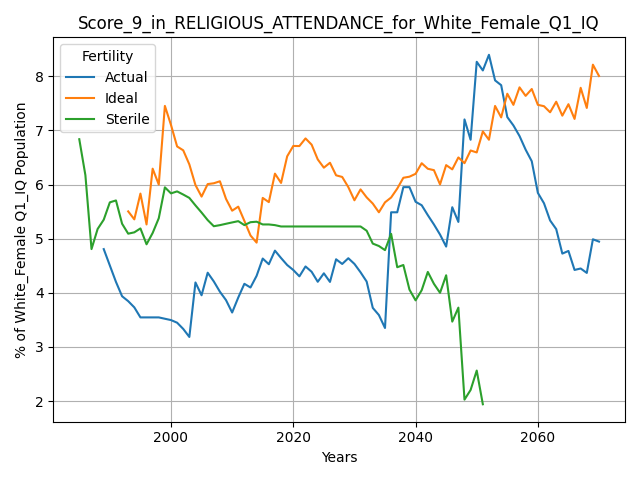 Score_9_in_RELIGIOUS_ATTENDANCE_for_White_Female_Q1_IQ
Fertility
Actual
Ideal
Sterile
% of White_Female Q1_IQ Population
8
7
6
5
4
3
2
2000
2020
2040
2060
Years